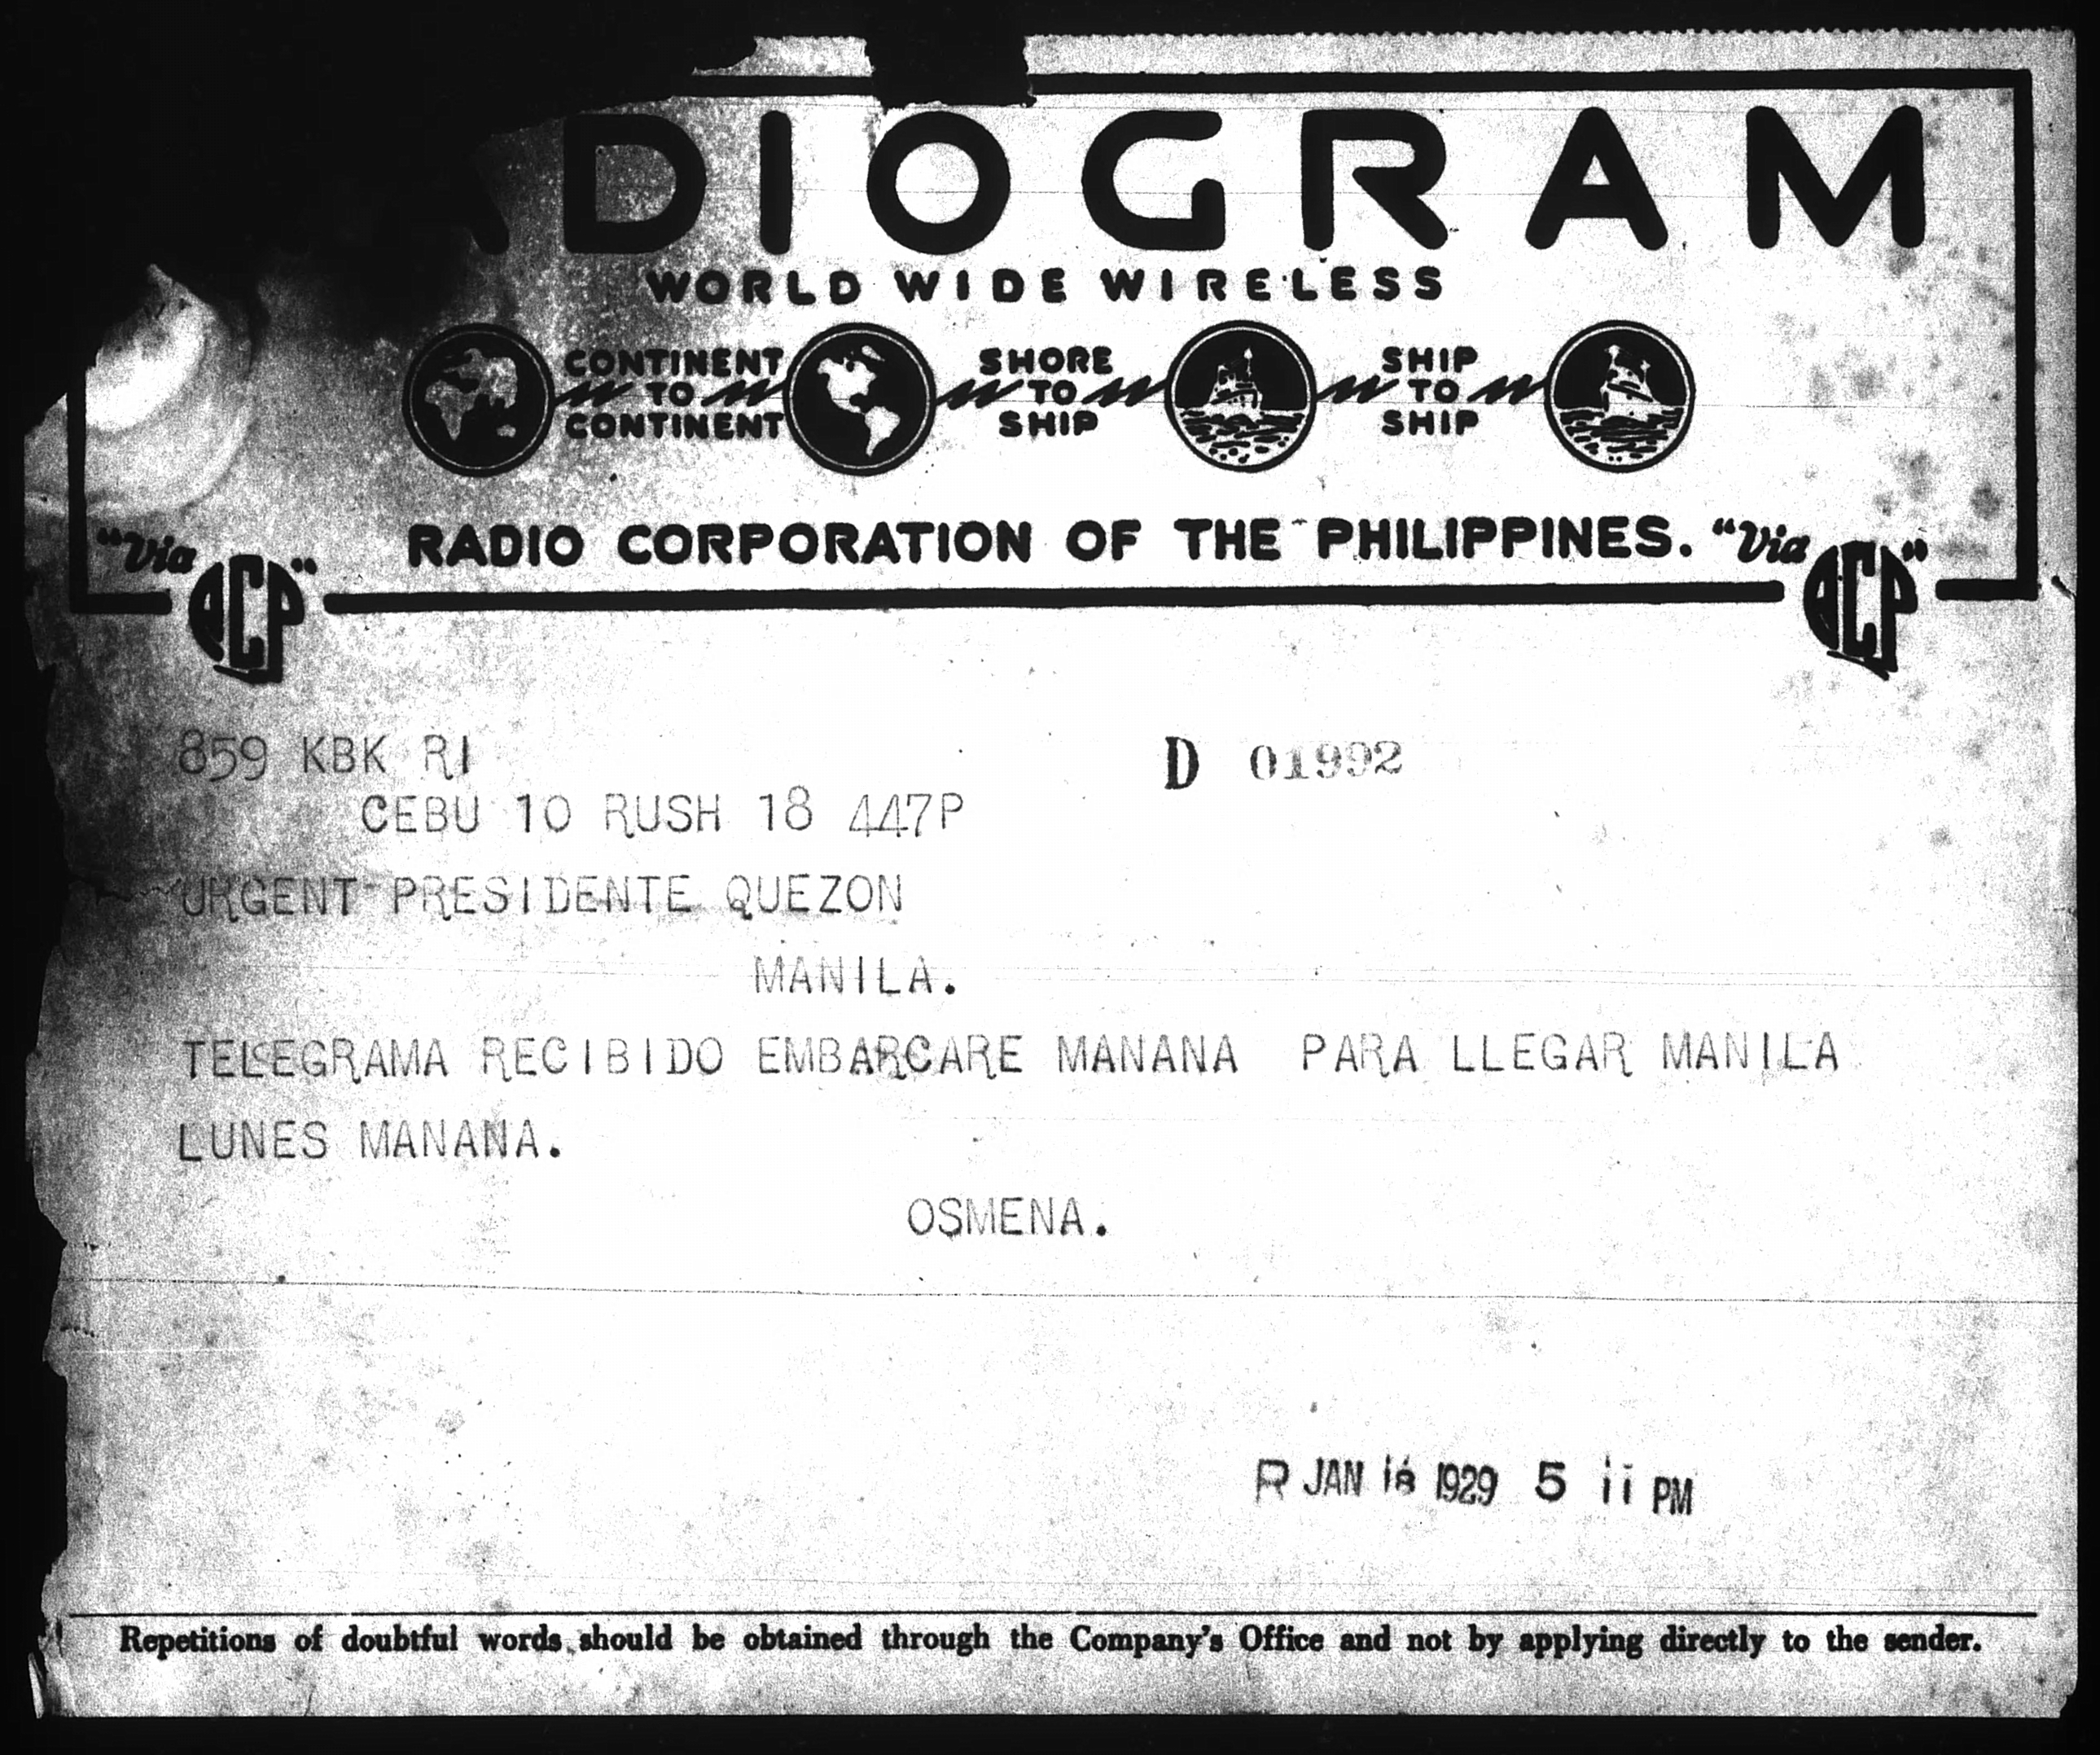 ADIOGRAM
WORLD WIDE WIRELESS
CONTINENT TO CONTINENT
SHORE TO SHIP
SHIP TO SHIP
"Via RCP"
RADIO CORPORATION OF THE PHILIPPINES.
"Via RCP"
859 KBK RI
D 01992
CEBU 10 RUSH 18 447P
URGENT PRESIDENTE QUEZON
MANILA.
TELEGRAMA RECIBIDO EMBARCARE MANANA PARA LLEGAR MANILA
LUNES MANANA.
OSMENA.
R JAN 18 1929 5 11 PM
Repetitions of doubtful words should be obtained through the Company's Office and not by applying directly to the sender.